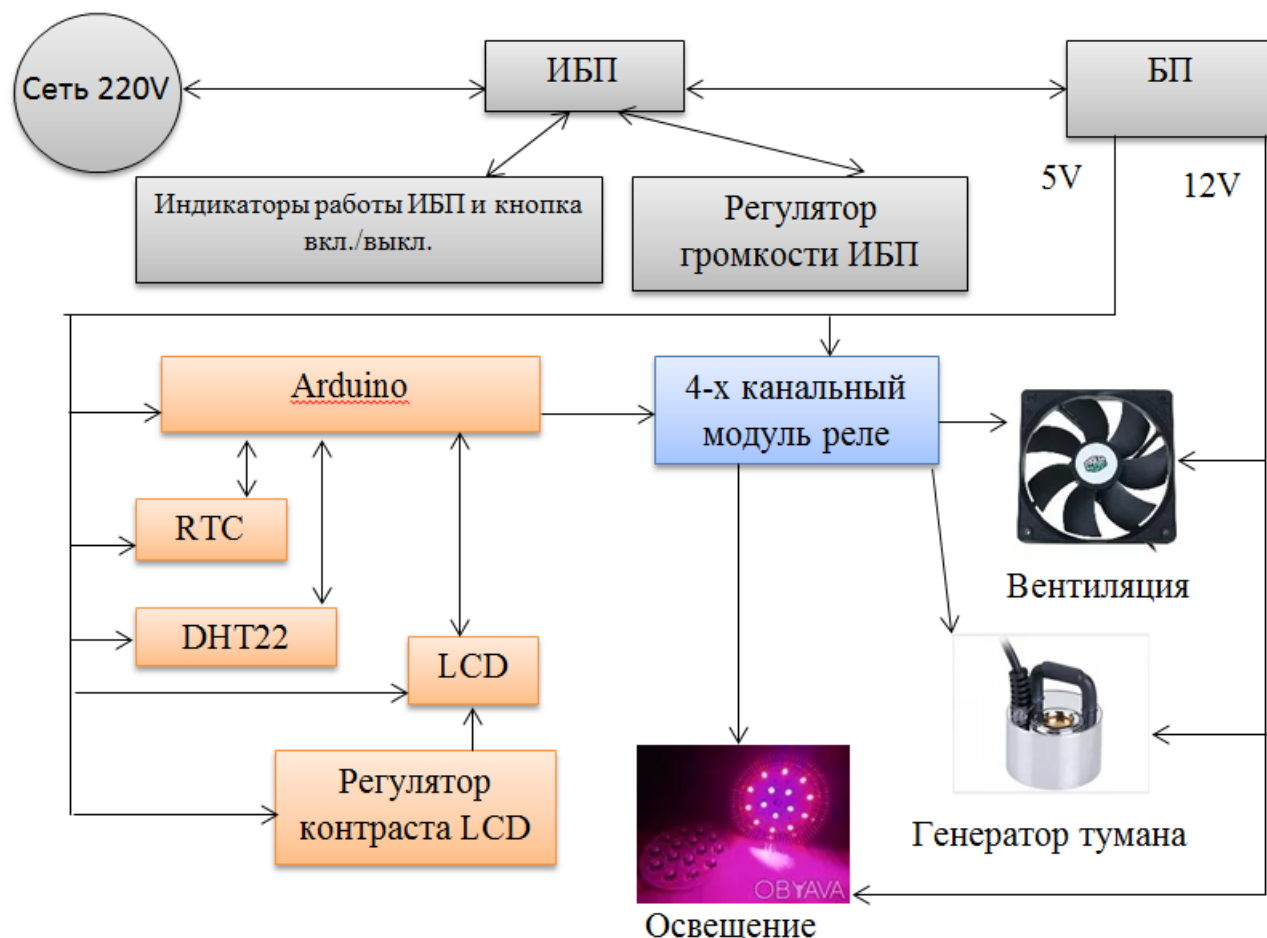 Сеть 220V
ИБП
БП
5V
12V
Индикаторы работы ИБП и кнопка
вкл./выкл.
Регулятор
громкости ИБП
Arduino
4-х канальный
модуль реле
RTC
DHT22
LCD
Вентиляция
Регулятор
контраста LCD
Генератор тумана
OBYAVA
Освешение